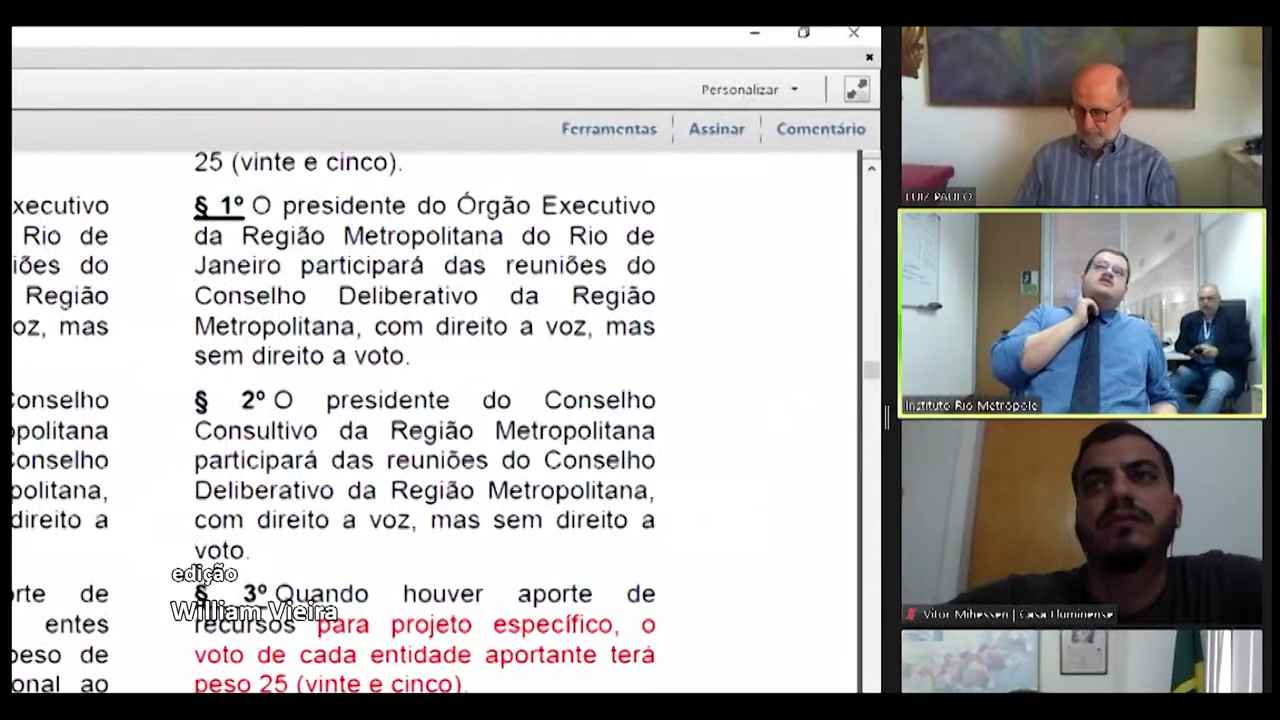 Personalizar
Ferramentas Assinar Comentário
25 (vinte e cinco).
§ 1º O presidente do Órgão Executivo
da Região Metropolitana do Rio de
Janeiro participará das reuniões do
Conselho Deliberativo da Região
Metropolitana, com direito a voz, mas
sem direito a voto.
§ 2º O presidente do Conselho
Consultivo da Região Metropolitana
participará das reuniões do Conselho
Deliberativo da Região Metropolitana,
com direito a voz, mas sem direito a
voto.
§ 3º Quando houver aporte de
recursos para projeto específico, o
voto de cada entidade aportante terá
peso 25 (vinte e cinco).
xecutivo
Rio de
iões do
Região
oz, mas
onselho
politana
onselho
politana,
direito a
rte de
entes
peso de
onal ao
edição
William Vieira
LUIZ PAULO
Instituto Rio Metrópole
Vitor Mihessen | Casa Fluminense